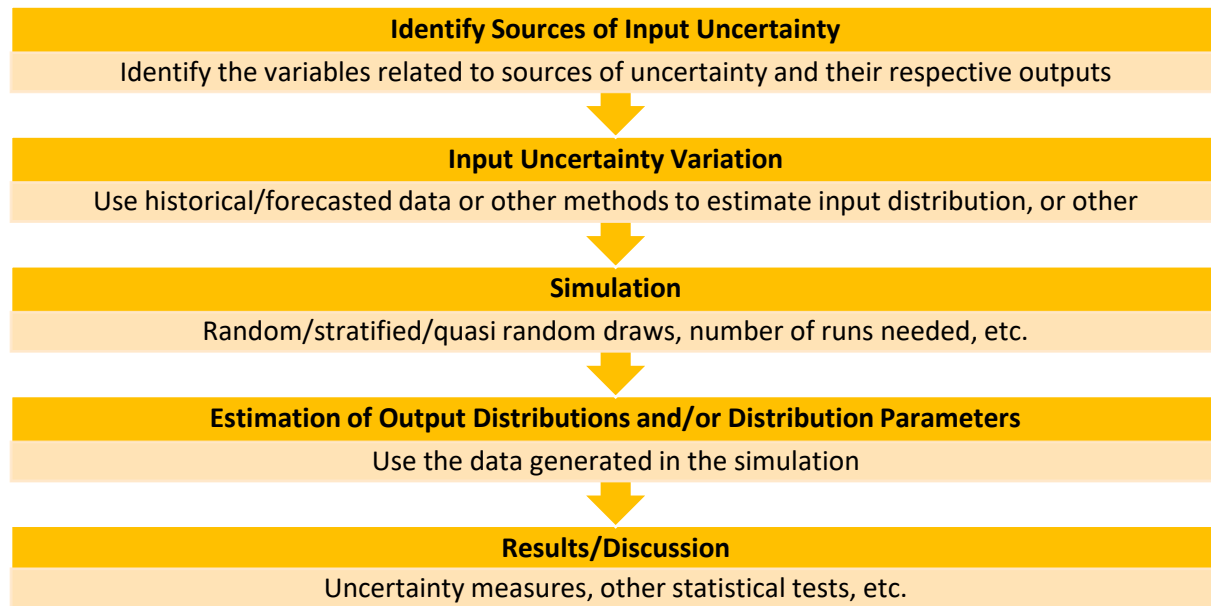 Identify Sources of Input Uncertainty
Identify the variables related to sources of uncertainty and their respective outputs
Input Uncertainty Variation
Use historical/forecasted data or other methods to estimate input distribution, or other
Simulation
Random/stratified/quasi random draws, number of runs needed, etc.
Estimation of Output Distributions and/or Distribution Parameters
Use the data generated in the simulation
Results/Discussion
Uncertainty measures, other statistical tests, etc.